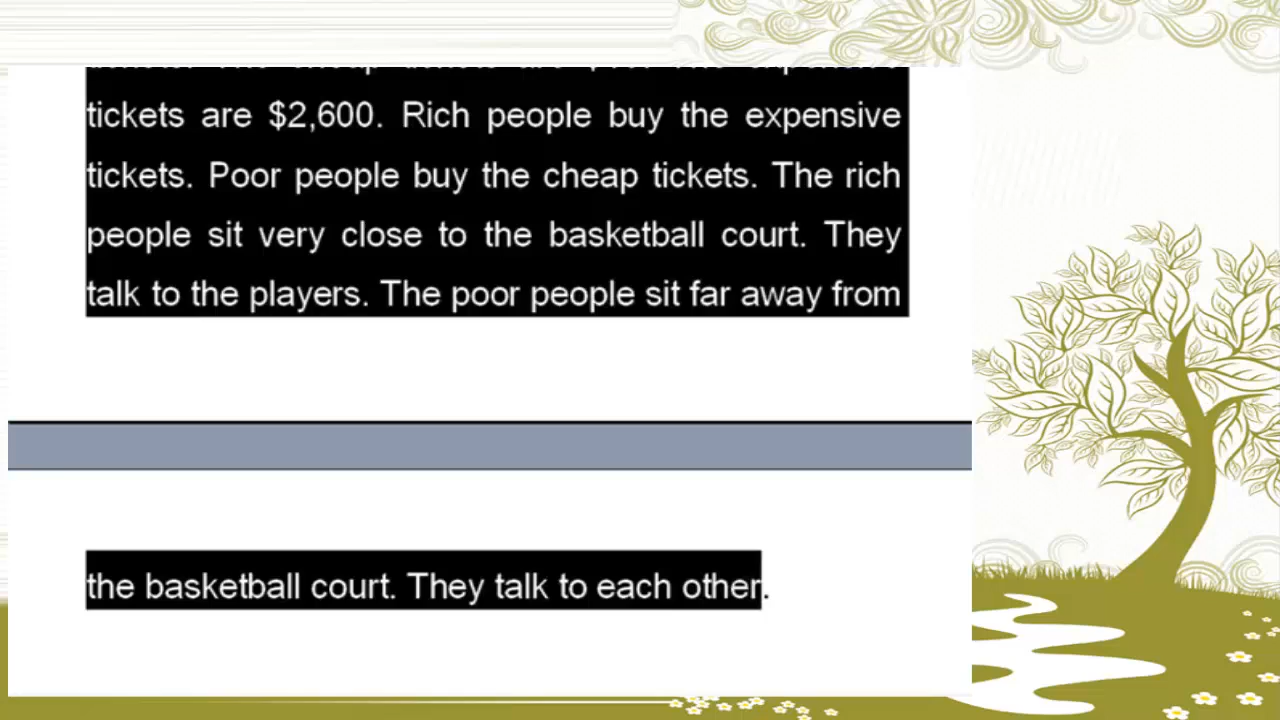 tickets are $2,600. Rich people buy the expensive
tickets. Poor people buy the cheap tickets. The rich
people sit very close to the basketball court. They
talk to the players. The poor people sit far away from
the basketball court. They talk to each other.